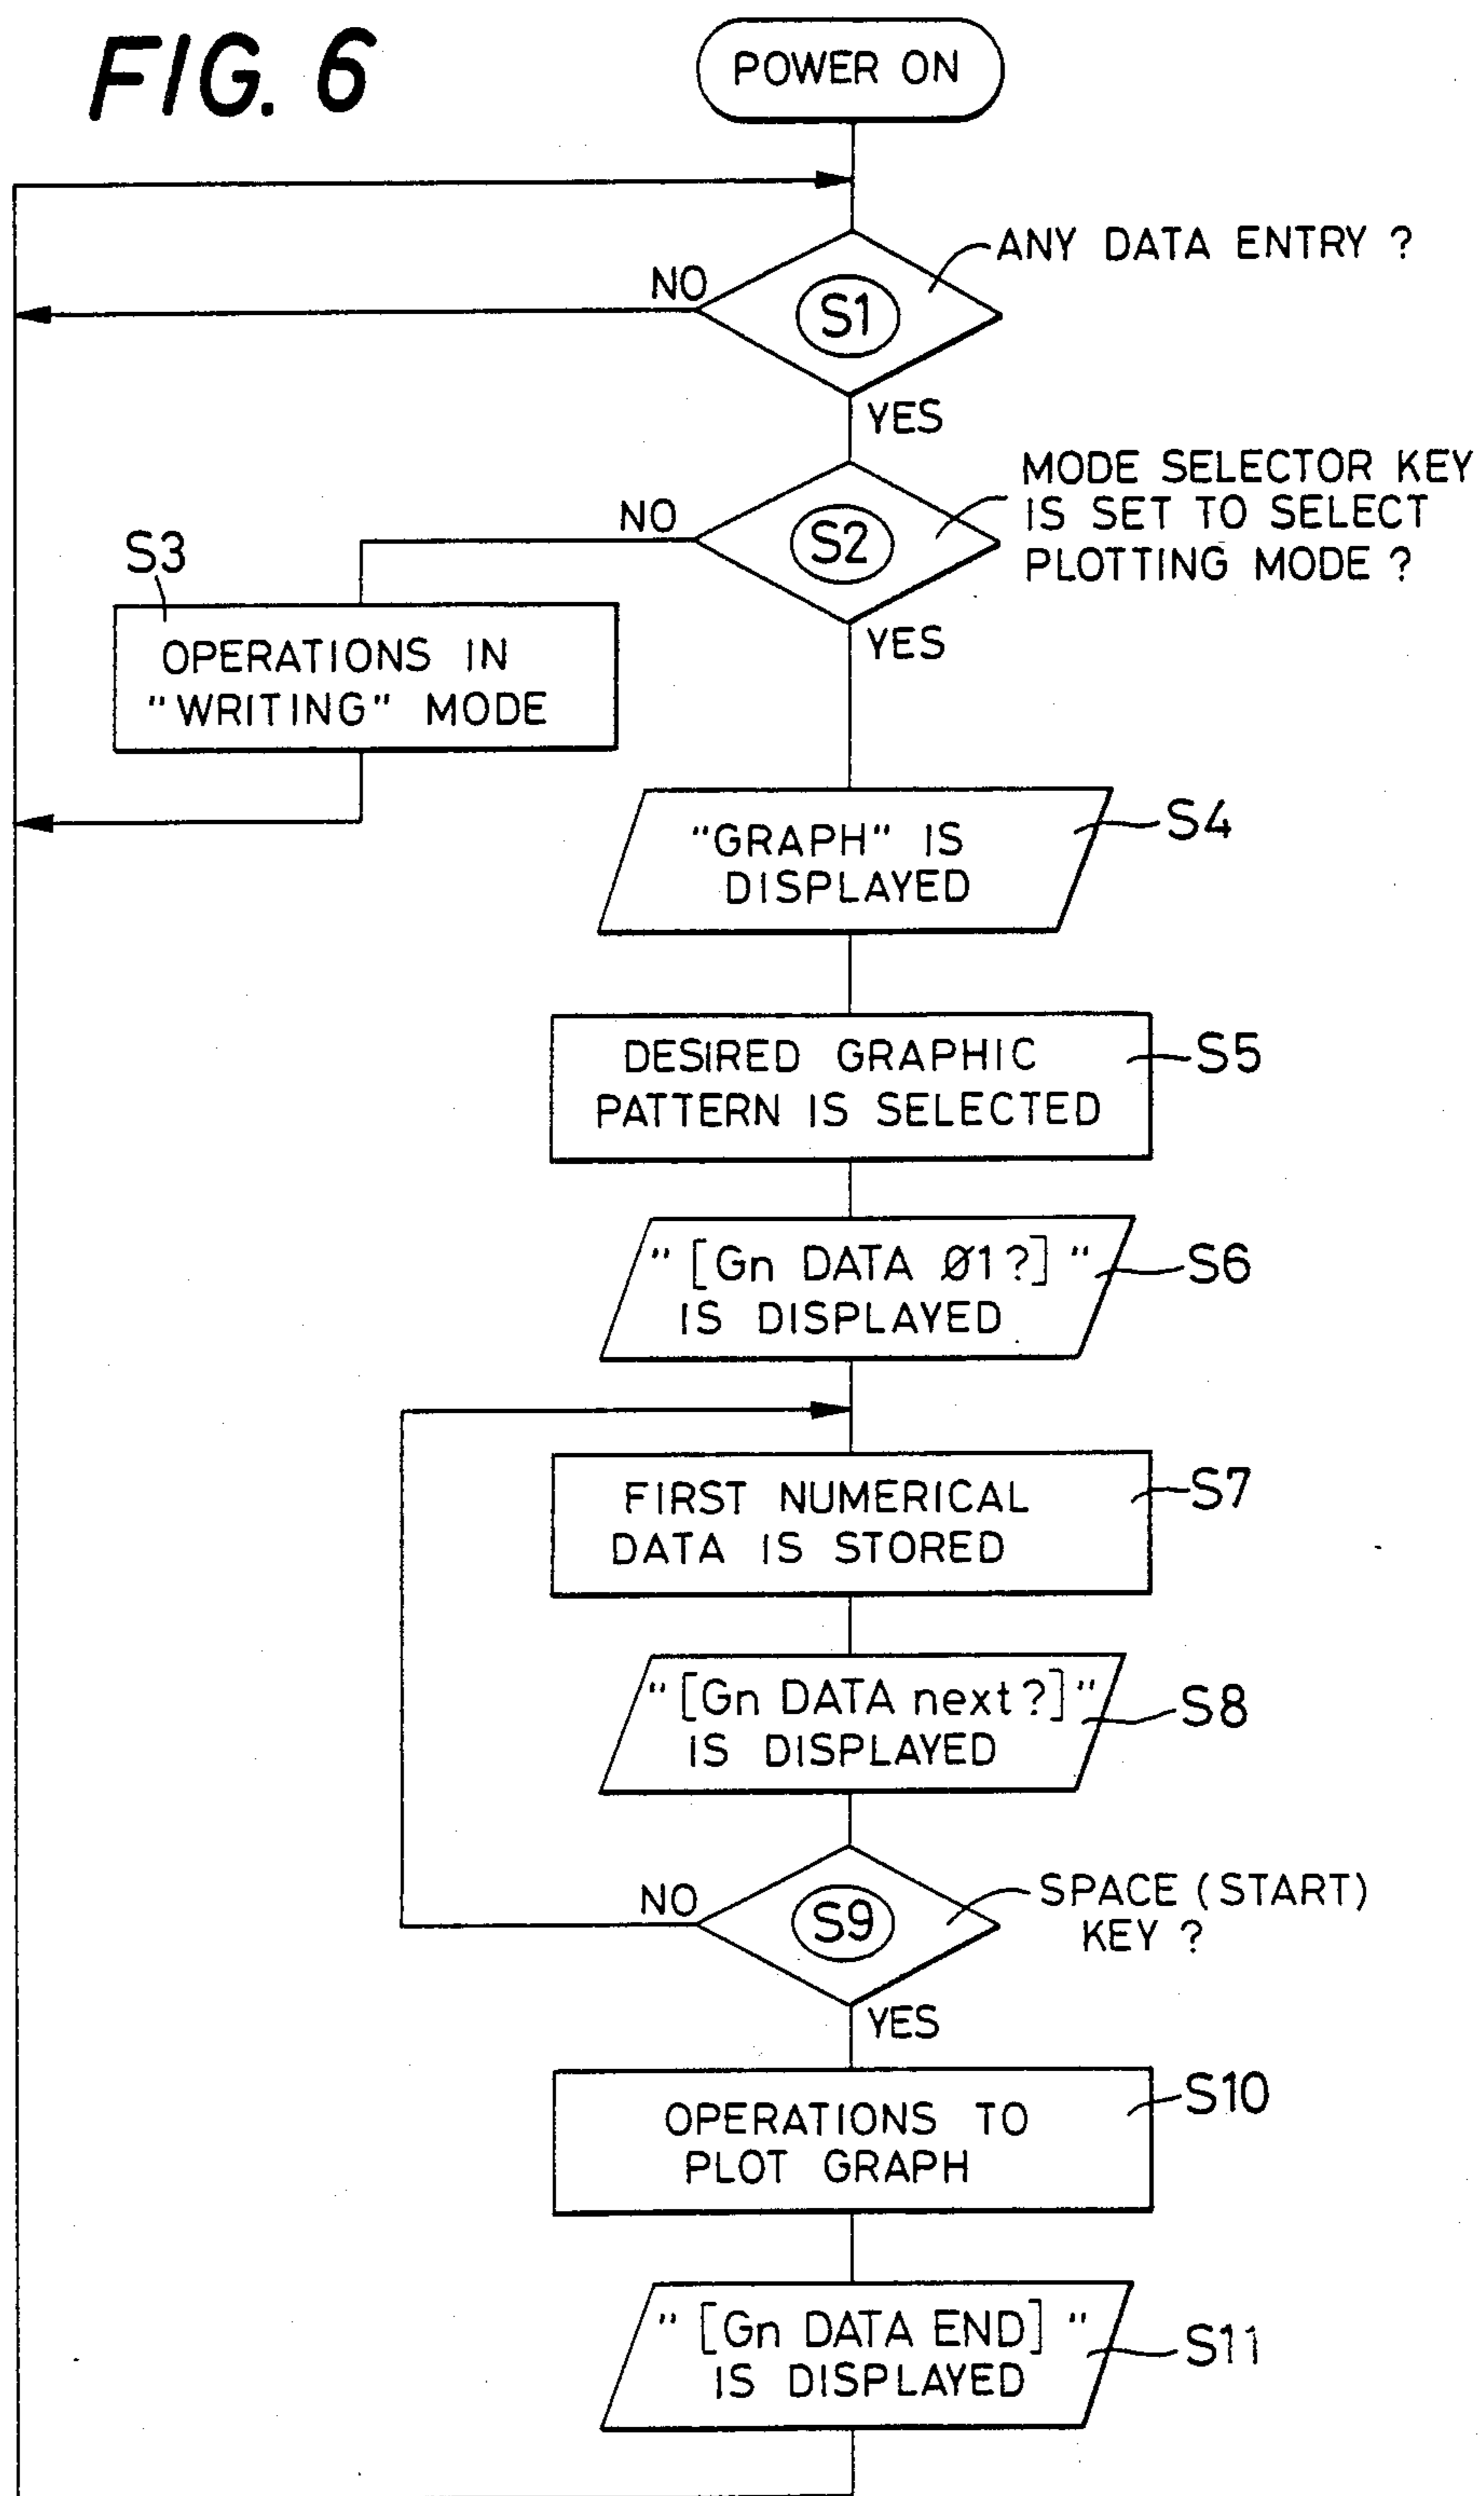 FIG. 6
POWER ON
ANY DATA ENTRY ?
NO
S1
YES
MODE SELECTOR KEY
IS SET TO SELECT
PLOTTING MODE ?
NO
S2
YES
S3
OPERATIONS IN
"WRITING" MODE
"GRAPH" IS
DISPLAYED
S4
DESIRED GRAPHIC
PATTERN IS SELECTED
S5
"[Gn DATA Ø1?]"
IS DISPLAYED
S6
FIRST NUMERICAL
DATA IS STORED
S7
"[Gn DATA next?]"
IS DISPLAYED
S8
NO
S9
SPACE (START)
KEY ?
YES
OPERATIONS TO
PLOT GRAPH
S10
"[Gn DATA END]"
IS DISPLAYED
S11